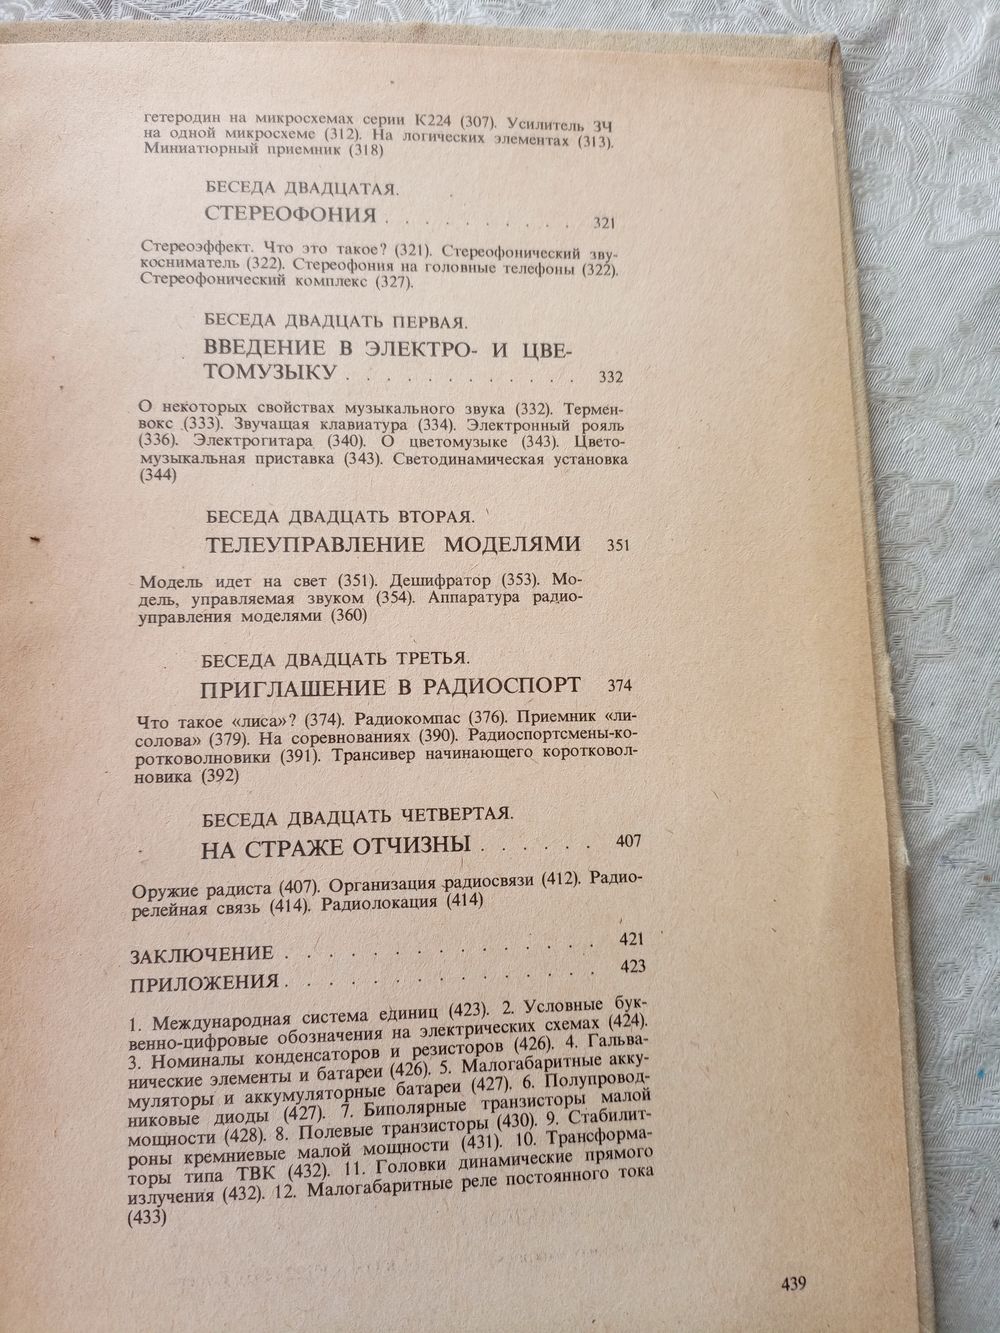 гетеродин на микросхемах серии К224 (307). Усилитель ЗЧ
на одной микросхеме (312). На логических элементах (313).
Миниатюрный приемник (318)
БЕСЕДА ДВАДЦАТАЯ.
СТЕРЕОФОНИЯ . . . . . . . . . . 321
Стереоэффект. Что это такое? (321). Стереофонический зву-
косниматель (322). Стереофония на головные телефоны (322).
Стереофонический комплекс (327).
БЕСЕДА ДВАДЦАТЬ ПЕРВАЯ.
ВВЕДЕНИЕ В ЭЛЕКТРО- И ЦВЕ-
ТОМУЗЫКУ . . . . . . . . . . . . 332
О некоторых свойствах музыкального звука (332). Термен-
вокс (333). Звучащая клавиатура (334). Электронный рояль
(336). Электрогитара (340). О цветомузыке (343). Цвето-
музыкальная приставка (343). Светодинамическая установка
(344)
БЕСЕДА ДВАДЦАТЬ ВТОРАЯ.
ТЕЛЕУПРАВЛЕНИЕ МОДЕЛЯМИ 351
Модель идет на свет (351). Дешифратор (353). Мо-
дель, управляемая звуком (354). Аппаратура радио-
управления моделями (360)
БЕСЕДА ДВАДЦАТЬ ТРЕТЬЯ.
ПРИГЛАШЕНИЕ В РАДИОСПОРТ 374
Что такое «лиса»? (374). Радиокомпас (376). Приемник «ли-
солова» (379). На соревнованиях (390). Радиоспортсмены-ко-
ротковолновики (391). Трансивер начинающего коротковол-
новика (392)
БЕСЕДА ДВАДЦАТЬ ЧЕТВЕРТАЯ.
НА СТРАЖЕ ОТЧИЗНЫ . . . . . . 407
Оружие радиста (407). Организация радиосвязи (412). Радио-
релейная связь (414). Радиолокация (414)
ЗАКЛЮЧЕНИЕ . . . . . . . . . . . . 421
ПРИЛОЖЕНИЯ . . . . . . . . . . . . 423
1. Международная система единиц (423). 2. Условные бук-
венно-цифровые обозначения на электрических схемах (424).
3. Номиналы конденсаторов и резисторов (426). 4. Гальва-
нические элементы и батареи (426). 5. Малогабаритные акку-
муляторы и аккумуляторные батареи (427). 6. Полупровод-
никовые диоды (427). 7. Биполярные транзисторы малой
мощности (428). 8. Полевые транзисторы (430). 9. Стабилит-
роны кремниевые малой мощности (431). 10. Трансформа-
торы типа ТВК (432). 11. Головки динамические прямого
излучения (432). 12. Малогабаритные реле постоянного тока
(433)
439